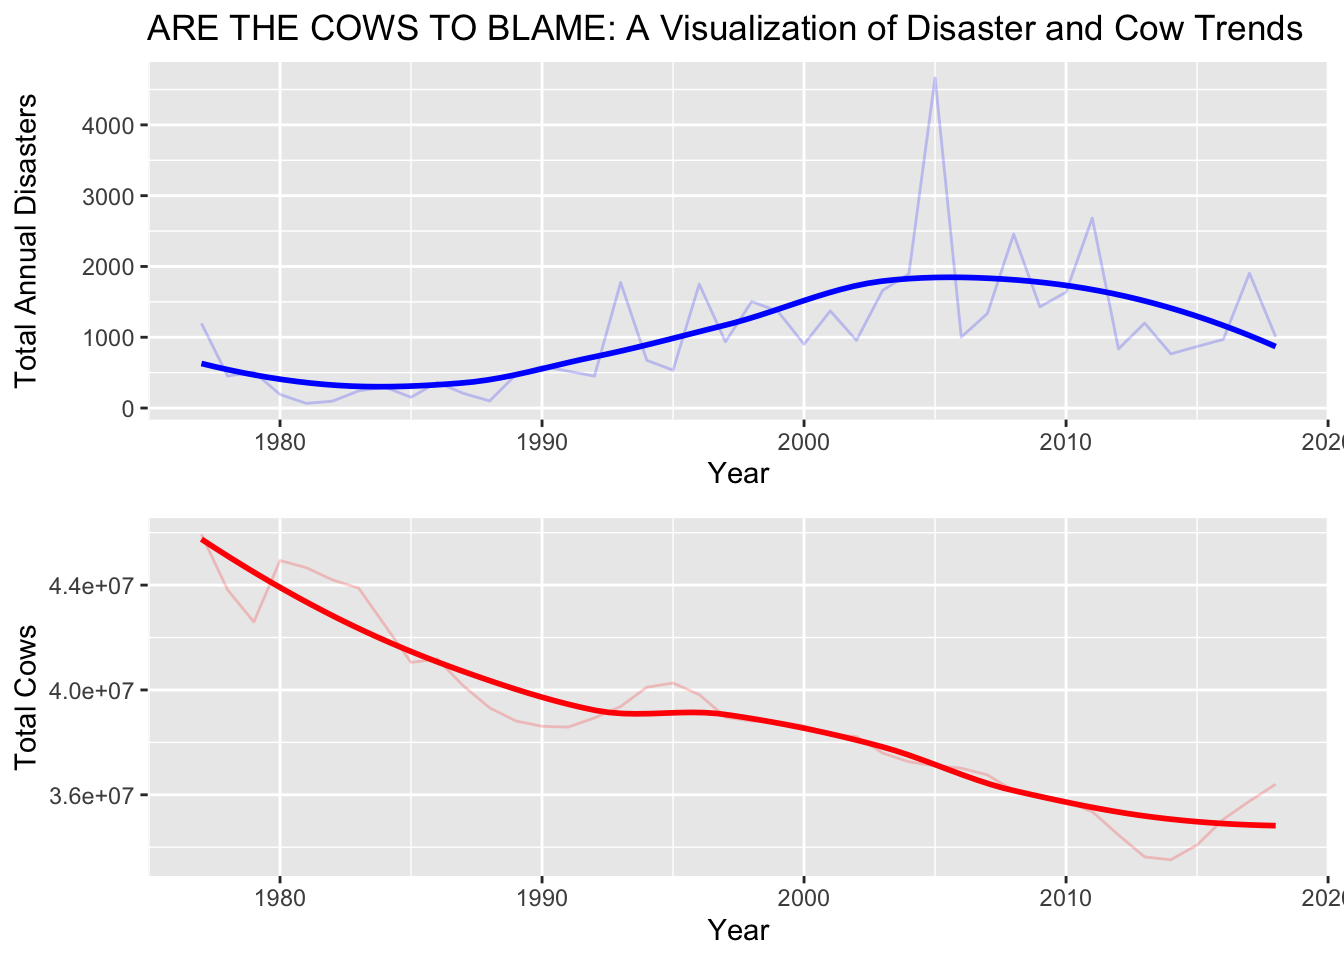 ARE THE COWS TO BLAME: A Visualization of Disaster and Cow Trends
Total Annual Disasters
4000
3000
2000
1000
0
1980 1990 2000 2010 202
Year
Total Cows
4.4e+07
4.0e+07
3.6e+07
1980 1990 2000 2010 202
Year